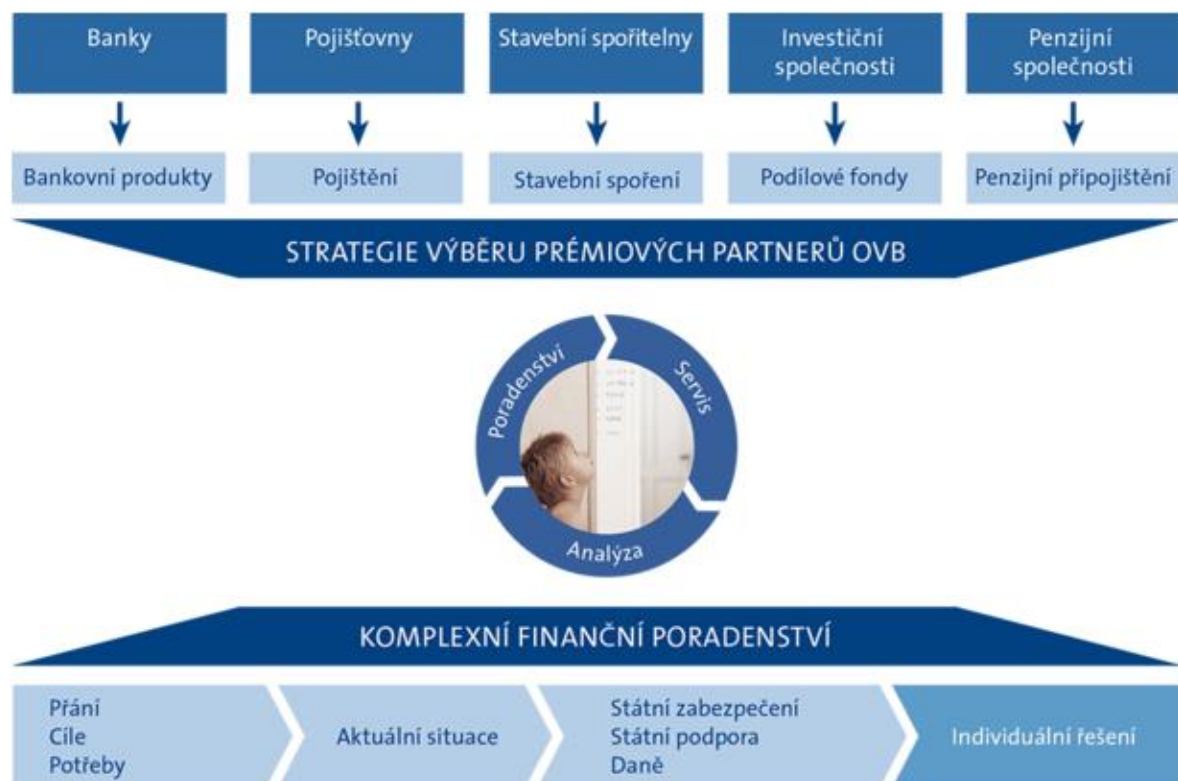 Banky
Pojišťovny
Stavební spořitelny
Investiční
společnosti
Penzijní
společnosti
Bankovní produkty
Pojištění
Stavební spoření
Podílové fondy
Penzijní připojištění
STRATEGIE VÝBĚRU PRÉMIOVÝCH PARTNERŮ OVB
Poradenství
Servis
Analýza
KOMPLEXNÍ FINANČNÍ PORADENSTVÍ
Přání
Cíle
Potřeby
Aktuální situace
Státní zabezpečení
Státní podpora
Daně
Individuální řešení